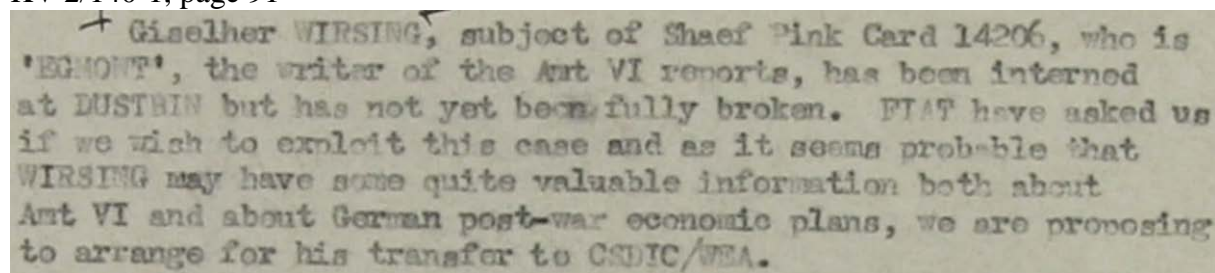 KV 2/140-1, page 91
Giselher WIRSING, subject of Shaef Pink Card 14206, who is
'EGMONT', the writer of the Amt VI reports, has been interned
at DUSTBIN but has not yet been fully broken. FIAT have asked us
if we wish to exploit this case and as it seems probable that
WIRSING may have some quite valuable information both about
Amt VI and about German post-war economic plans, we are proposing
to arrange for his transfer to CSDIC/WEA.